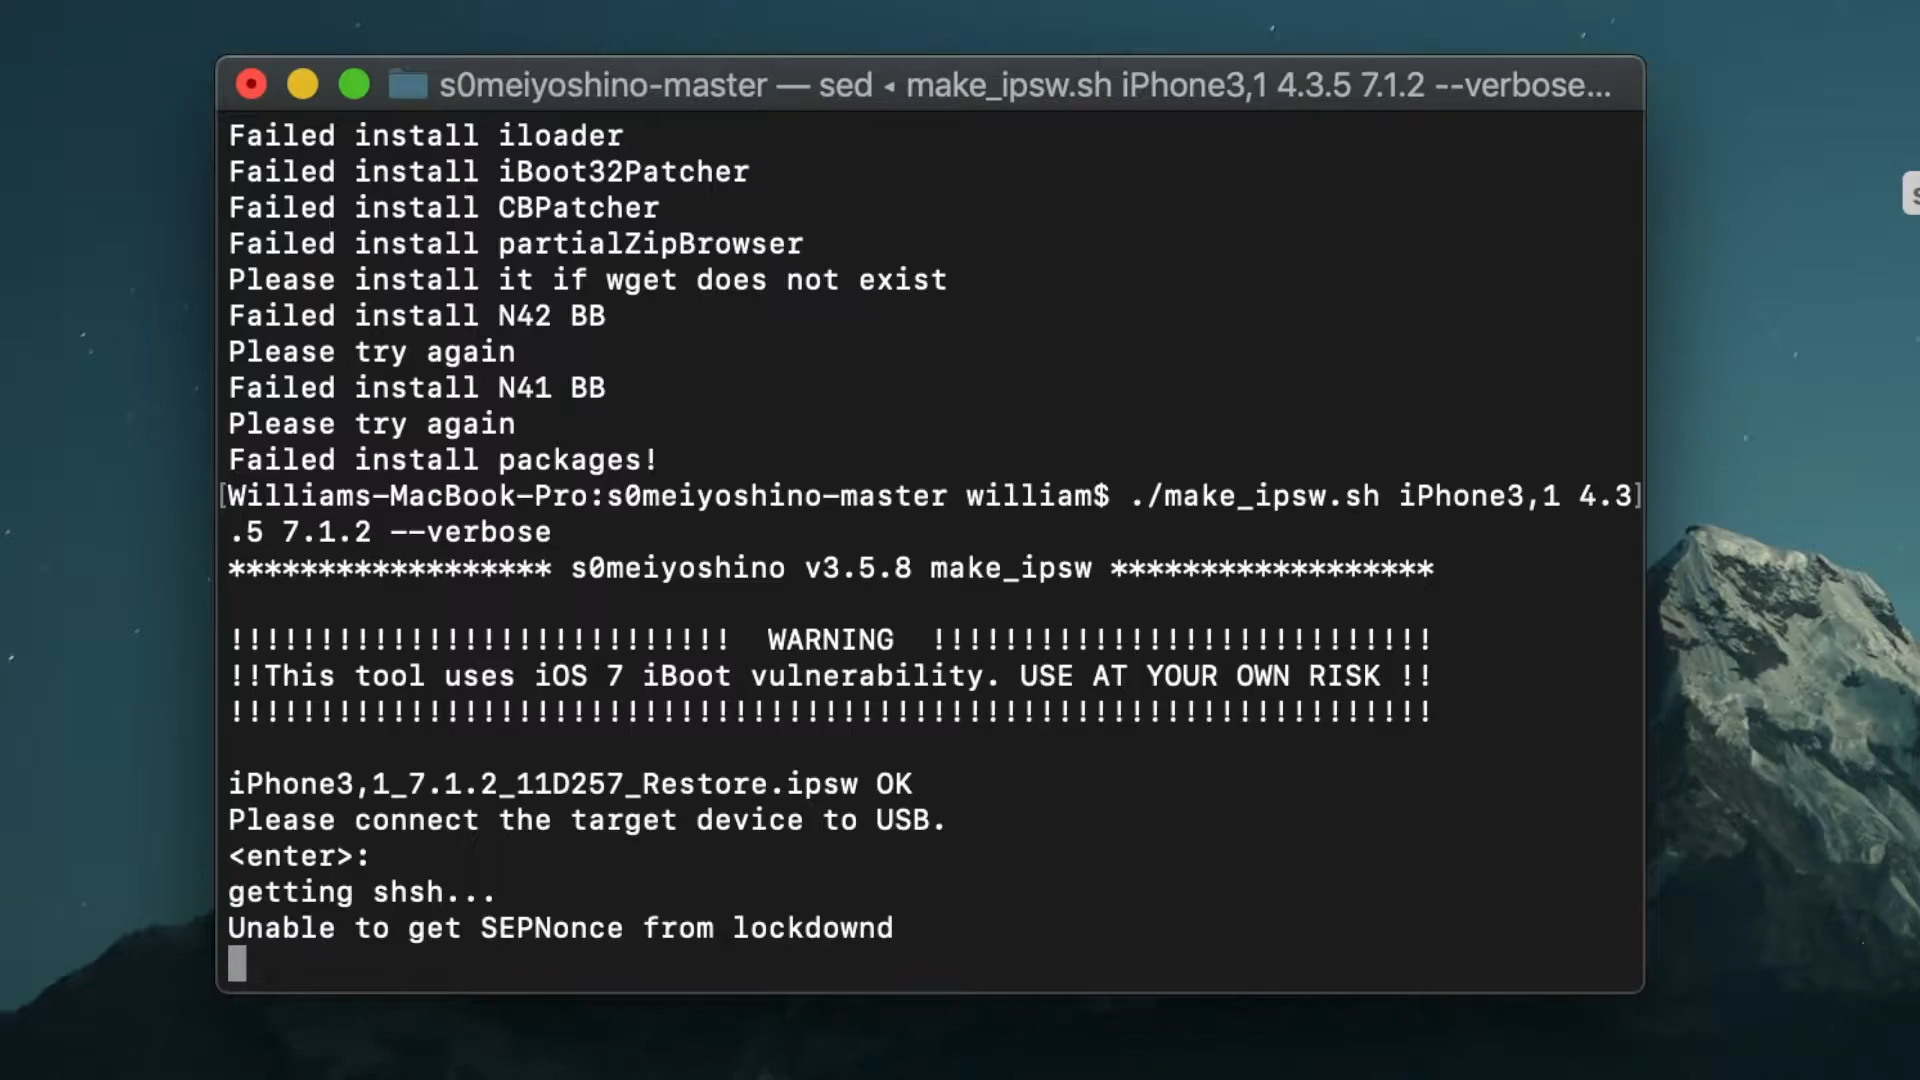 s0meiyoshino-master — sed ◂ make_ipsw.sh iPhone3,1 4.3.5 7.1.2 --verbose...
Failed install iloader
Failed install iBoot32Patcher
Failed install CBPatcher
Failed install partialZipBrowser
Please install it if wget does not exist
Failed install N42 BB
Please try again
Failed install N41 BB
Please try again
Failed install packages!
[Williams-MacBook-Pro:s0meiyoshino-master william$ ./make_ipsw.sh iPhone3,1 4.3]
.5 7.1.2 --verbose
****************** s0meiyoshino v3.5.8 make_ipsw ******************
!!!!!!!!!!!!!!!!!!!!!!!!!!!! WARNING !!!!!!!!!!!!!!!!!!!!!!!!!!!!
!!This tool uses iOS 7 iBoot vulnerability. USE AT YOUR OWN RISK !!
!!!!!!!!!!!!!!!!!!!!!!!!!!!!!!!!!!!!!!!!!!!!!!!!!!!!!!!!!!!!!!!!!!!
iPhone3,1_7.1.2_11D257_Restore.ipsw OK
Please connect the target device to USB.
<enter>:
getting shsh...
Unable to get SEPNonce from lockdownd